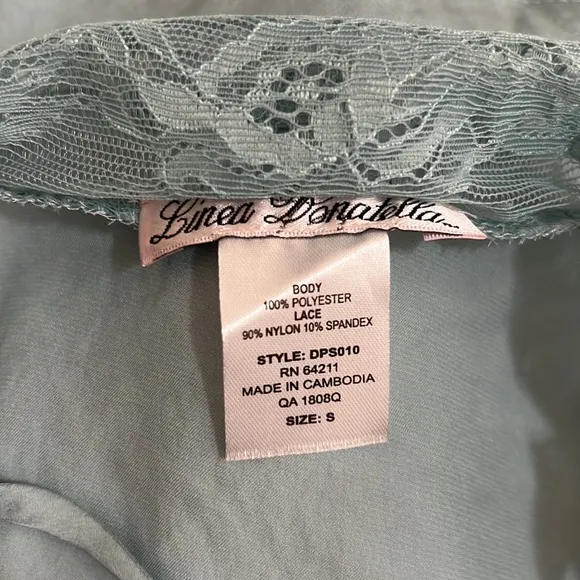 Linea Donatella...
BODY
100% POLYESTER
LACE
90% NYLON 10% SPANDEX
STYLE: DPS010
RN 64211
MADE IN CAMBODIA
QA 1808Q
SIZE: S